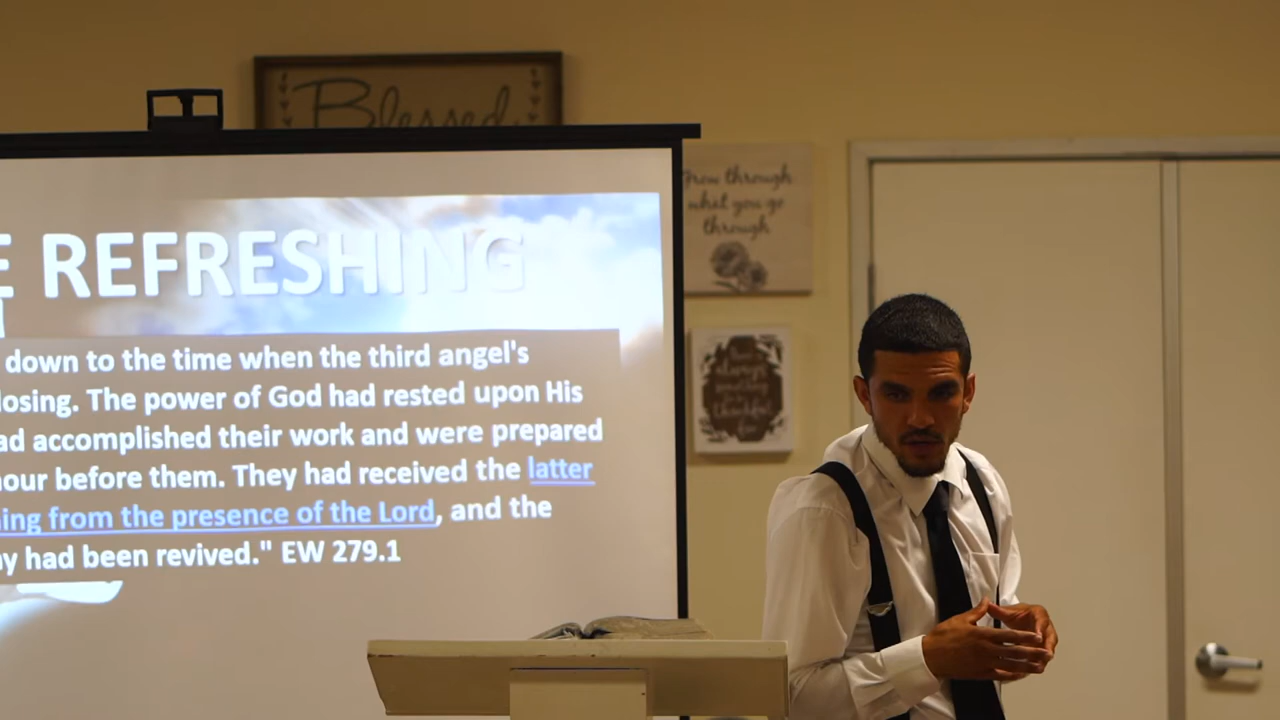 Blessed
Grow through
what you go
through
E REFRESHING
down to the time when the third angel's
losing. The power of God had rested upon His
ad accomplished their work and were prepared
hour before them. They had received the latter
ing from the presence of the Lord, and the
y had been revived." EW 279.1
always
thankful